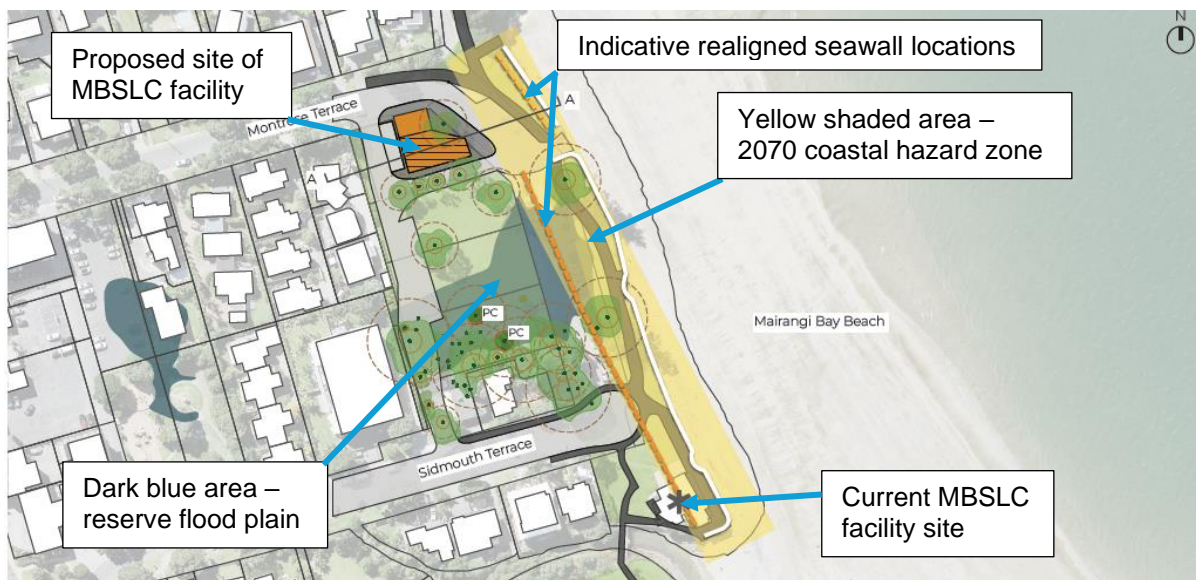 Proposed site of
MBSLC facility
Indicative realigned seawall locations
N
Yellow shaded area –
2070 coastal hazard
zone
Montrose Terrace
A
A
PC
PC
Mairangi Bay Beach
Sidmouth Terrace
Dark blue area –
reserve flood plain
Current MBSLC
facility site